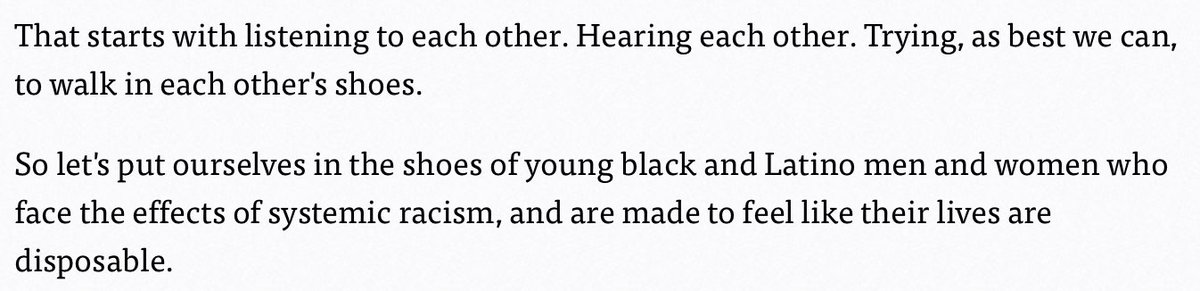 That starts with listening to each other. Hearing each other. Trying, as best we can,
to walk in each other's shoes.
So let's put ourselves in the shoes of young black and Latino men and women who
face the effects of systemic racism, and are made to feel like their lives are
disposable.